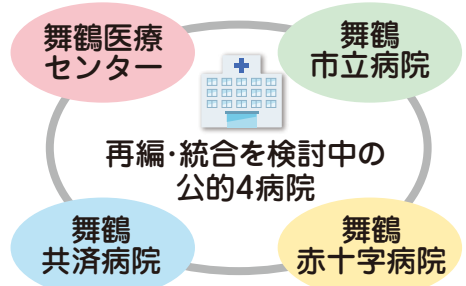 舞鶴医療
センター
舞鶴
市立病院
再編・統合を検討中の
公的4病院
舞鶴
共済病院
舞鶴
赤十字病院